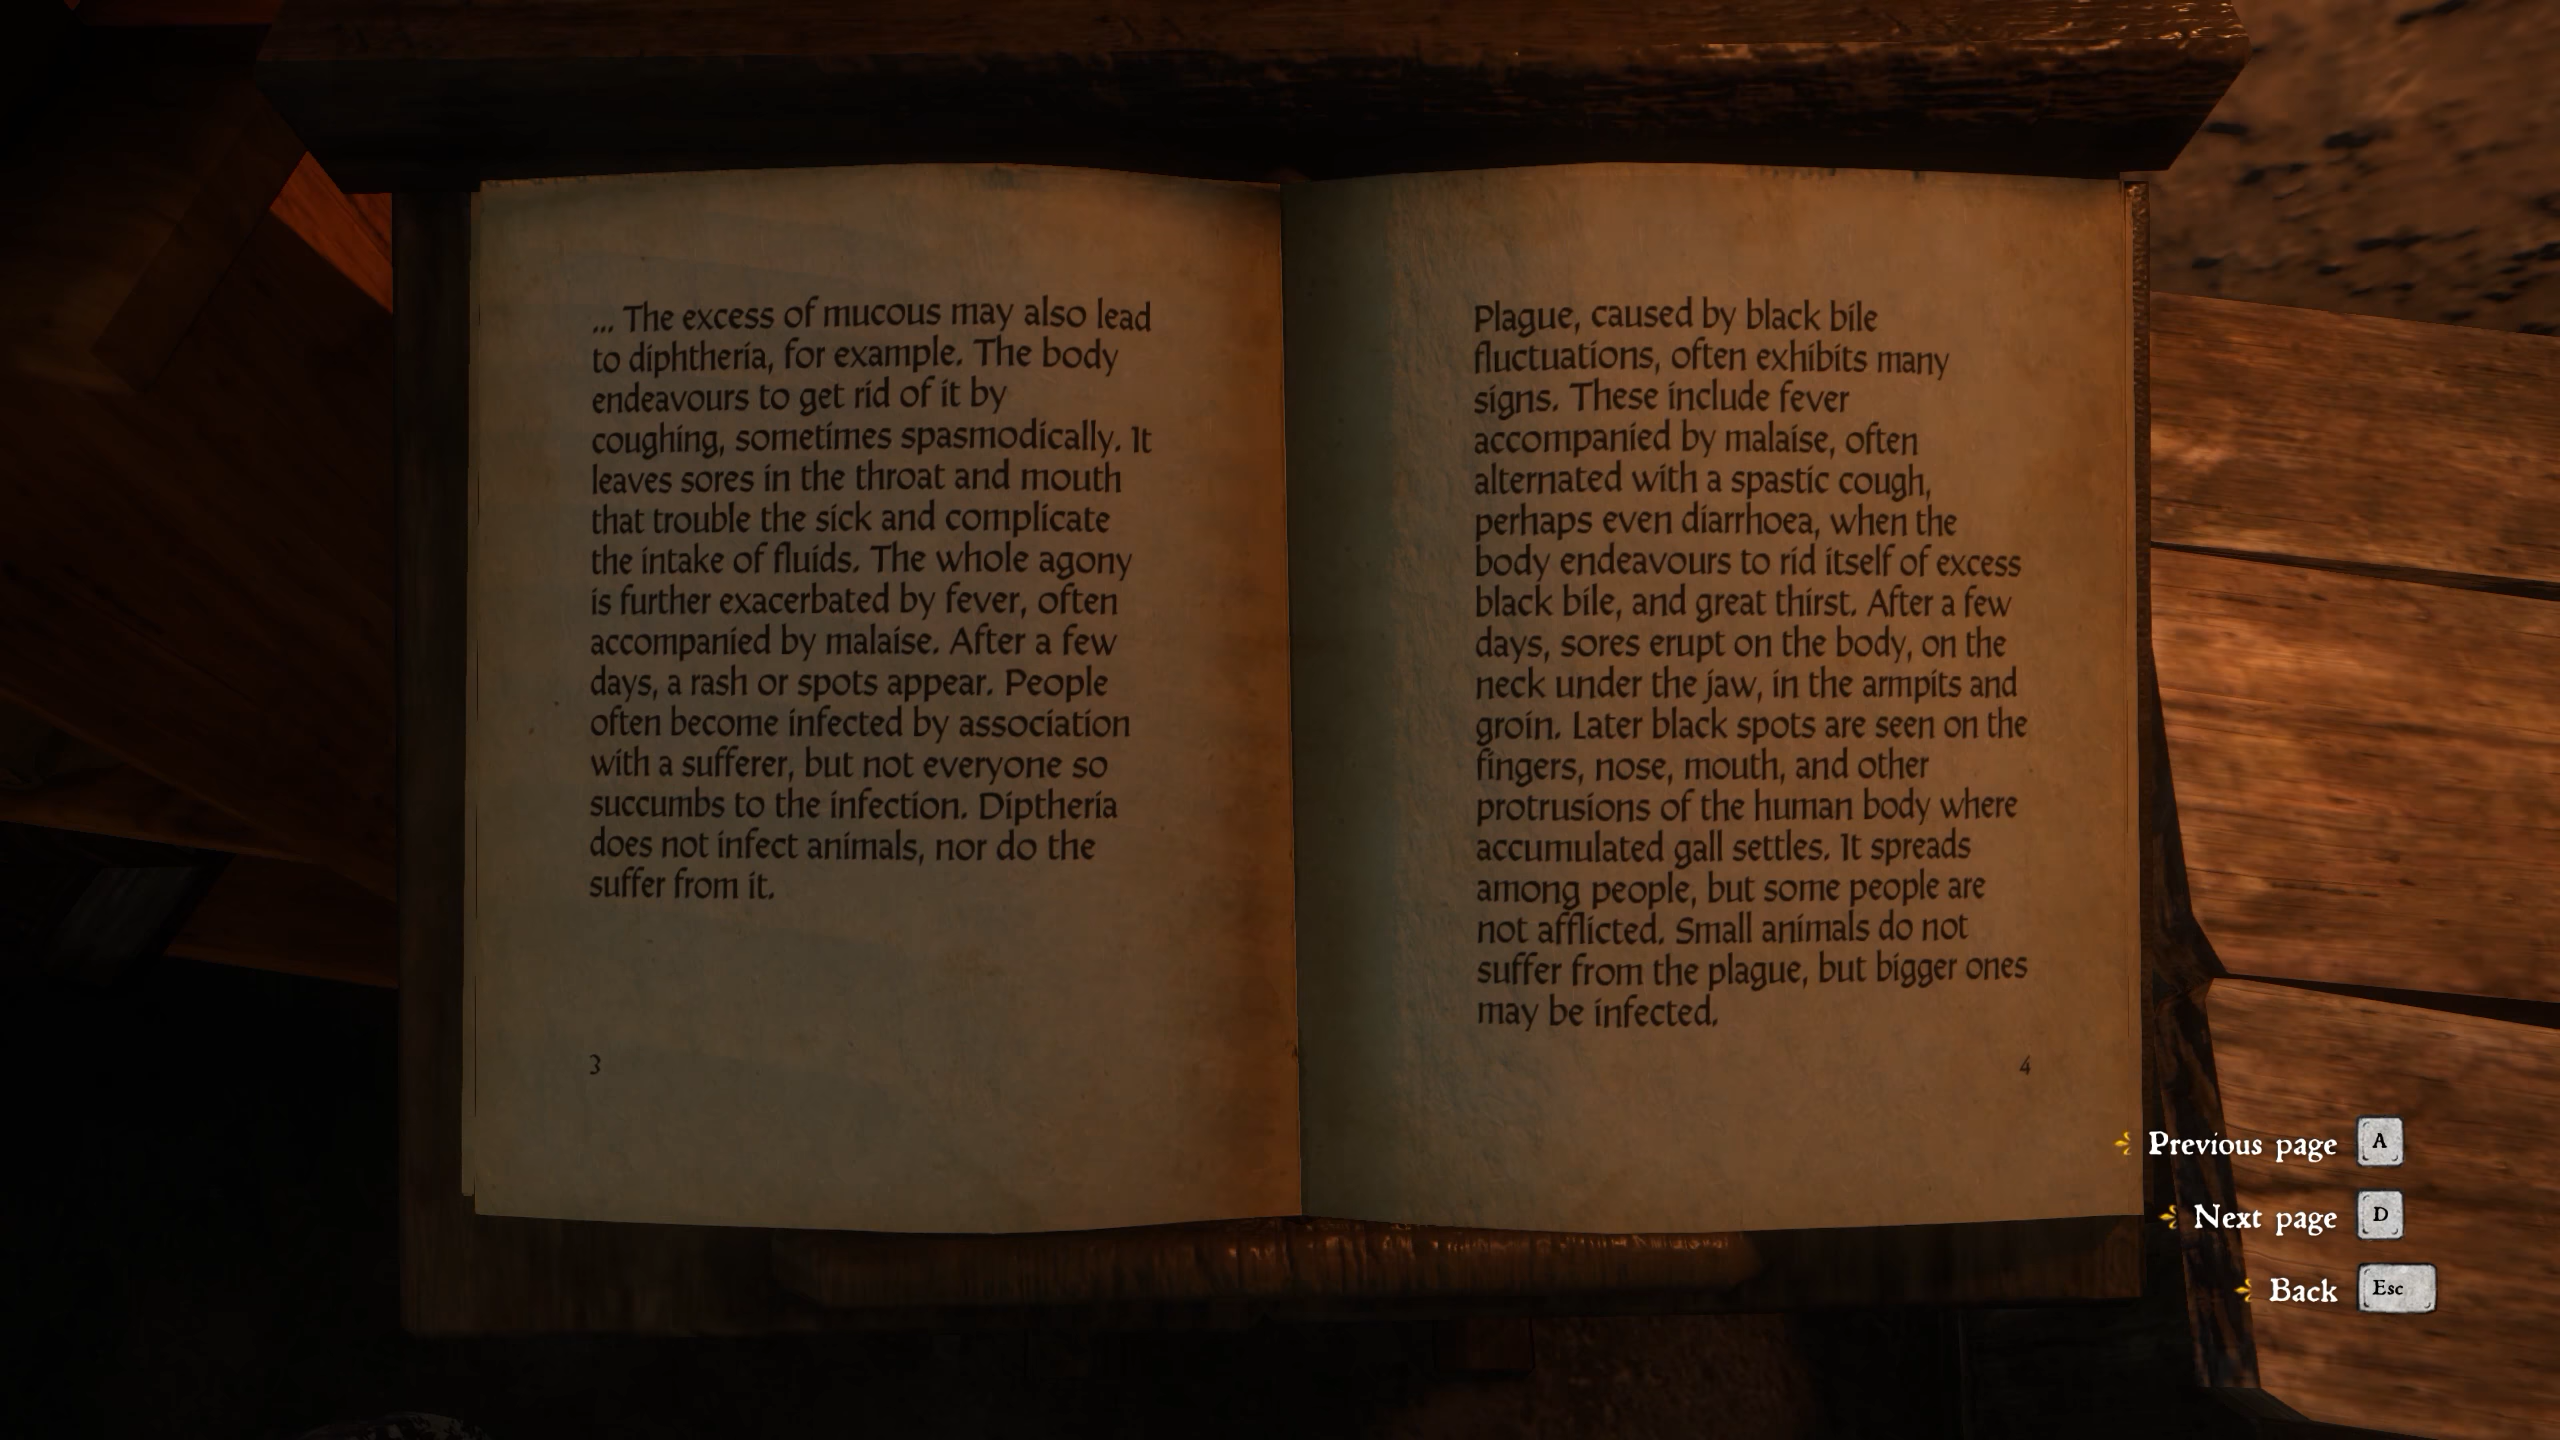 ... The excess of mucous may also lead
to diphtheria, for example. The body
endeavours to get rid of it by
coughing, sometimes spasmodically. It
leaves sores in the throat and mouth
that trouble the sick and complicate
the intake of fluids. The whole agony
is further exacerbated by fever, often
accompanied by malaise. After a few
days, a rash or spots appear. People
often become infected by association
with a sufferer, but not everyone so
succumbs to the infection. Diptheria
does not infect animals, nor do the
suffer from it.
3
Plague, caused by black bile
fluctuations, often exhibits many
signs. These include fever
accompanied by malaise, often
alternated with a spastic cough,
perhaps even diarrhoea, when the
body endeavours to rid itself of excess
black bile, and great thirst. After a few
days, sores erupt on the body, on the
neck under the jaw, in the armpits and
groin. Later black spots are seen on the
fingers, nose, mouth, and other
protrusions of the human body where
accumulated gall settles. It spreads
among people, but some people are
not afflicted. Small animals do not
suffer from the plague, but bigger ones
may be infected.
4
Previous page A
Next page D
Back Esc